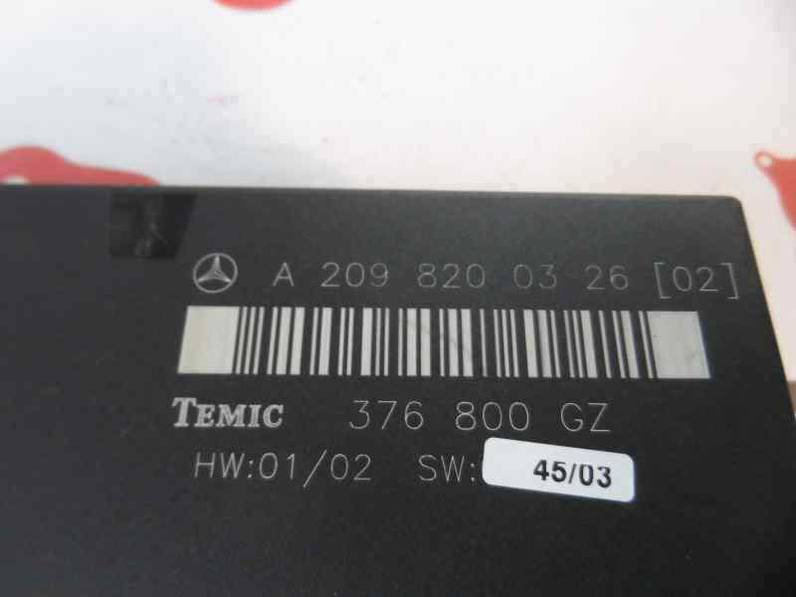 A 209 820 03 26 [02]
TEMIC 376 800 GZ
HW:01/02 SW: 45/03